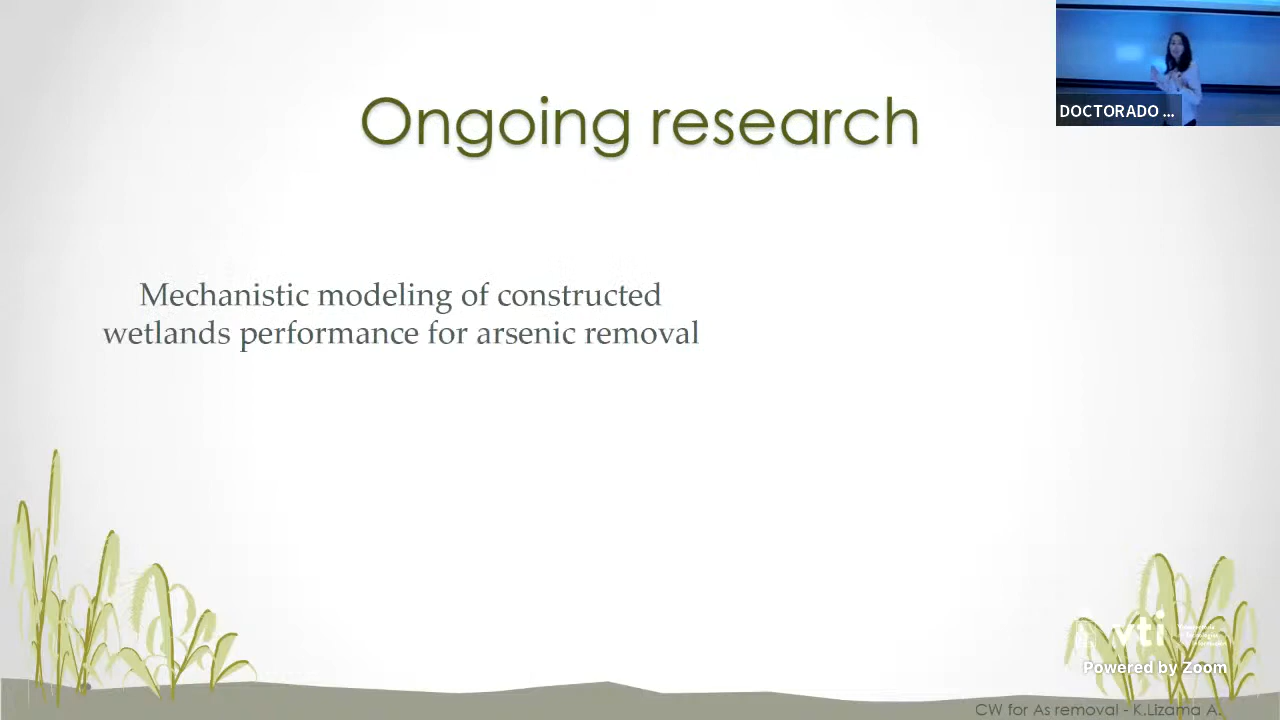 DOCTORADO ...
Ongoing research
Mechanistic modeling of constructed
wetlands performance for arsenic removal
vti
Powered by Zoom
CW for As removal - K.Lizama A.